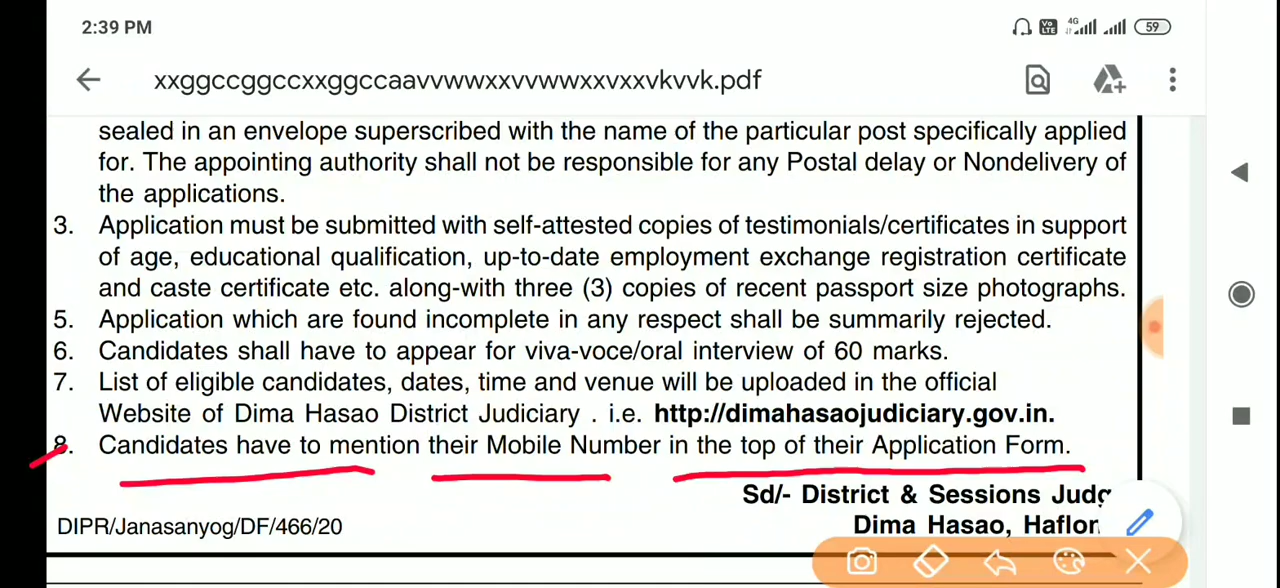 2:39 PM
Vo LTE 4G 59
xxggccggccxxggccaavvwwxxvvwwxxvxxvkvvk.pdf
sealed in an envelope superscribed with the name of the particular post specifically applied
for. The appointing authority shall not be responsible for any Postal delay or Nondelivery of
the applications.
3. Application must be submitted with self-attested copies of testimonials/certificates in support
of age, educational qualification, up-to-date employment exchange registration certificate
and caste certificate etc. along-with three (3) copies of recent passport size photographs.
5. Application which are found incomplete in any respect shall be summarily rejected.
6. Candidates shall have to appear for viva-voce/oral interview of 60 marks.
7. List of eligible candidates, dates, time and venue will be uploaded in the official
Website of Dima Hasao District Judiciary . i.e. http://dimahasaojudiciary.gov.in.
8. Candidates have to mention their Mobile Number in the top of their Application Form.
Sd/- District & Sessions Judg
DIPR/Janasanyog/DF/466/20
Dima Hasao, Haflon